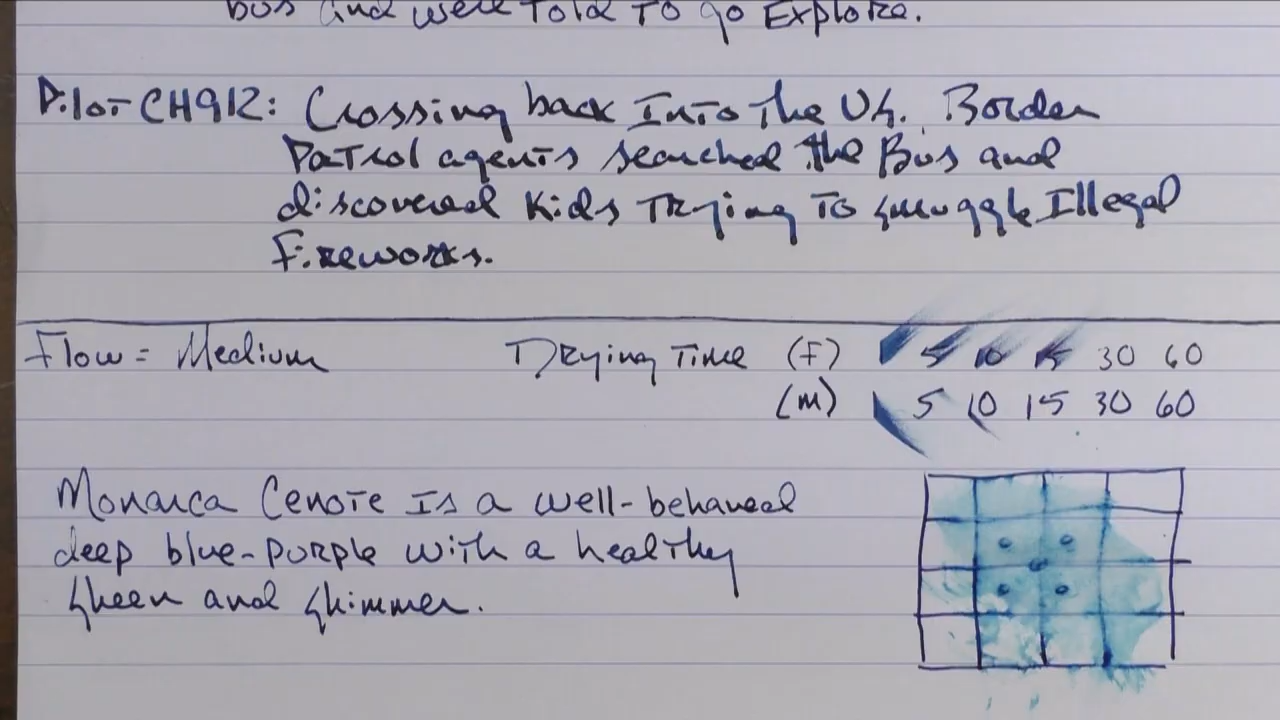 bus and were told to go Explore.
Pilot CH912: Crossing back Into The U.S. Border
Patrol agents searched the Bus and
discovered Kids Trying To smuggle Illegal
Fireworks.
Flow = Medium Drying Time (F) 5 10 15 30 60
(M) 5 10 15 30 60
Monarca Cenote Is a well-behaved
deep blue-purple with a healthy
sheen and shimmer.